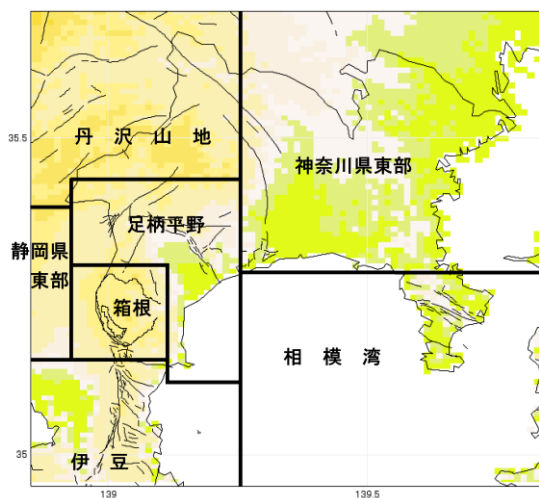 35.5
丹 沢 山 地
神奈川県東部
足柄平野
静岡県
東部
箱根
相 模 湾
35
伊 豆
139
139.5